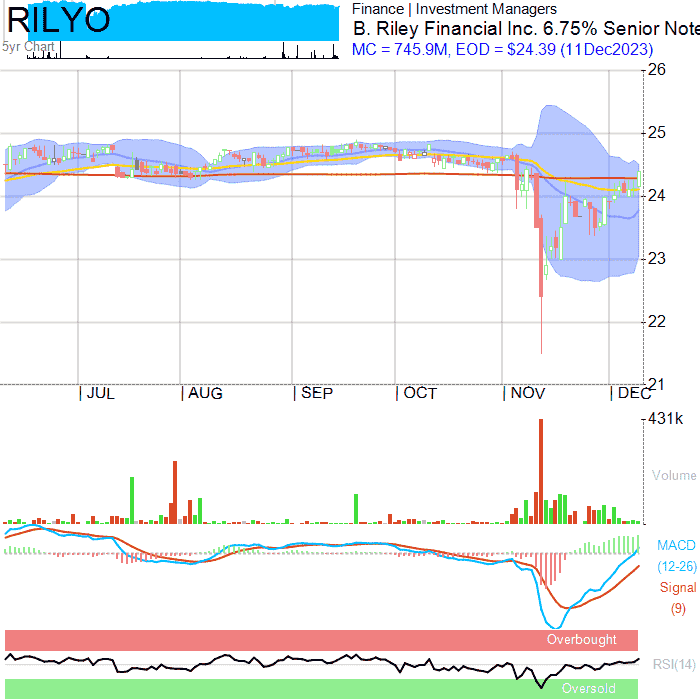 RILYO
5yr Chart
Finance | Investment Managers
B. Riley Financial Inc. 6.75% Senior Note
MC = 745.9M, EOD = $24.39 (11Dec2023)
26
25
24
23
22
21
JUL
AUG
SEP
OCT
NOV
DEC
431k
Volume
MACD
(12-26)
Signal
(9)
Overbought
RSI(14)
Oversold